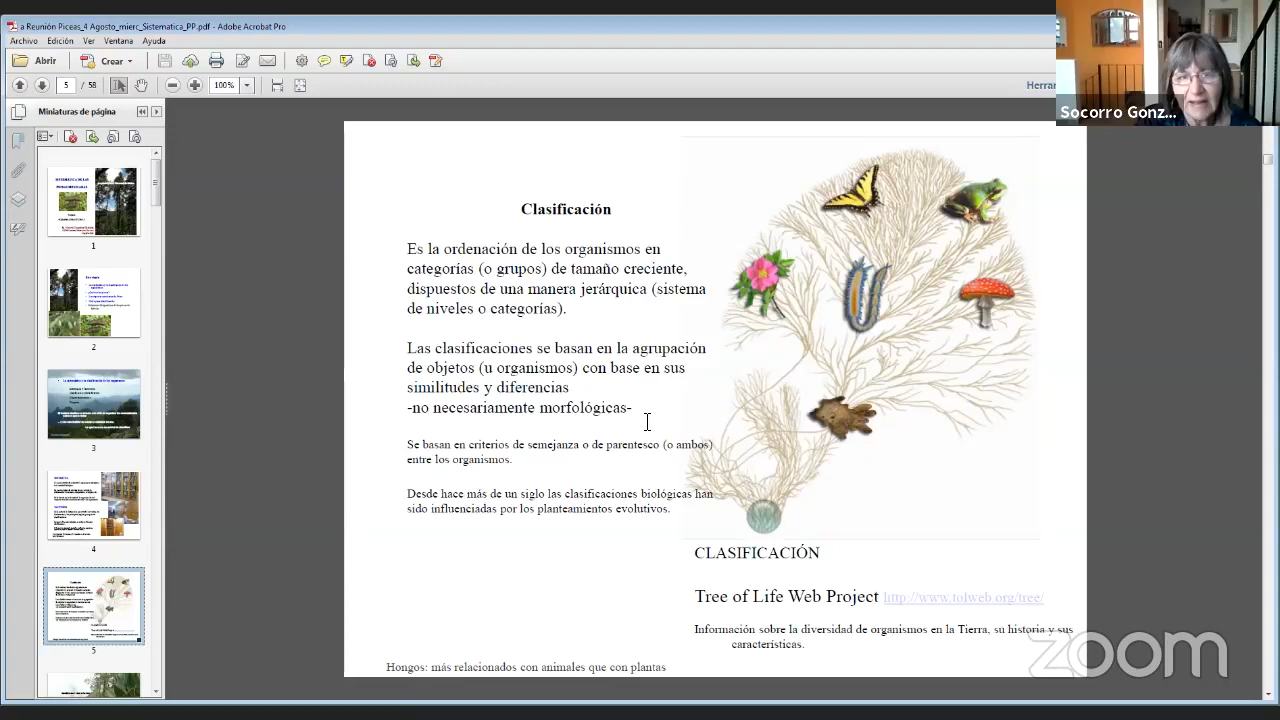 a Reunión Piceas_4 Agosto_mierc_Sistematica_PP.pdf - Adobe Acrobat Pro
Archivo Edición Ver Ventana Ayuda
Abrir Crear
5 / 58 100% Herra
Socorro Gonz...
Miniaturas de página
1
2
3
4
5
Clasificación
Es la ordenación de los organismos en
categorías (o grupos) de tamaño creciente,
dispuestos de una manera jerárquica (sistema
de niveles o categorías).
Las clasificaciones se basan en la agrupación
de objetos (u organismos) con base en sus
similitudes y diferencias
-no necesariamente morfológicas-
Se basan en criterios de semejanza o de parentesco (o ambos)
entre los organismos.
Desde hace más de un siglo las clasificaciones biológicas han
sido influenciadas por los planteamientos evolutivos.
CLASIFICACIÓN
Tree of Life Web Project http://www.tolweb.org/tree/
Información sobre la diversidad de organismos en la Tierra, su historia y sus
características.
Hongos: más relacionados con animales que con plantas
zoom